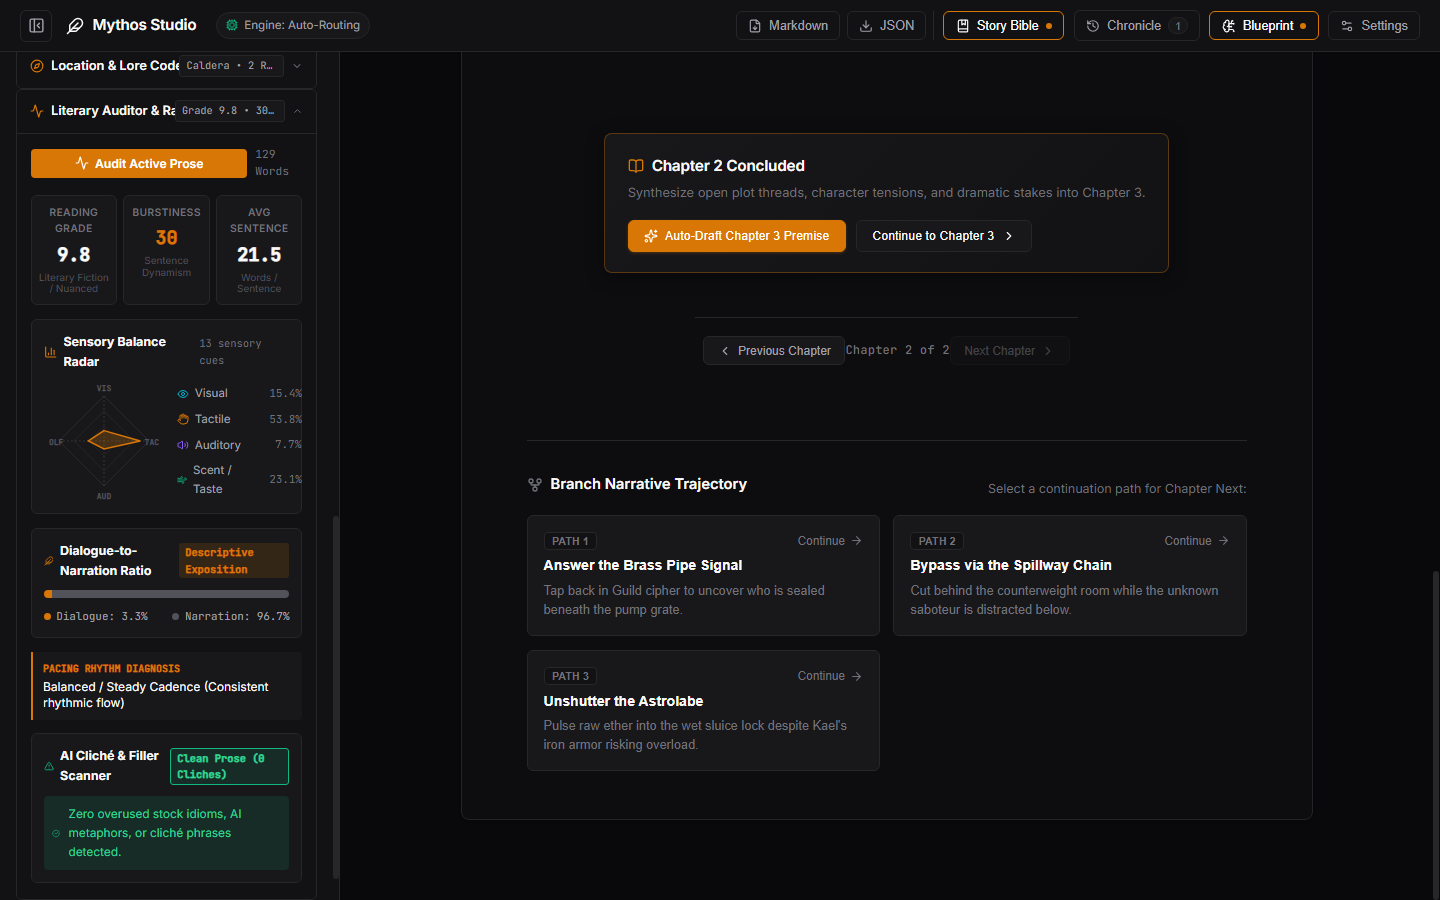 Mythos Studio
Engine: Auto-Routing
Markdown
JSON
Story Bible
Chronicle 1
Blueprint
Settings
Location & Lore Code
Caldera • 2 R…
Literary Auditor & Ra
Grade 9.8 • 30…
Audit Active Prose
129
Words
READING
GRADE
9.8
Literary Fiction
/ Nuanced
BURSTINESS
30
Sentence
Dynamism
AVG
SENTENCE
21.5
Words /
Sentence
Sensory Balance
Radar
13 sensory
cues
VIS
TAC
AUD
OLF
Visual 15.4%
Tactile 53.8%
Auditory 7.7%
Scent /
Taste
23.1%
Dialogue-to-
Narration Ratio
Descriptive
Exposition
Dialogue: 3.3%
Narration: 96.7%
PACING RHYTHM DIAGNOSIS
Balanced / Steady Cadence (Consistent
rhythmic flow)
AI Cliché & Filler
Scanner
Clean Prose (0
Cliches)
Zero overused stock idioms, AI
metaphors, or cliché phrases
detected.
Chapter 2 Concluded
Synthesize open plot threads, character tensions, and dramatic stakes into Chapter 3.
Auto-Draft Chapter 3 Premise
Continue to Chapter 3
Previous Chapter
Chapter 2 of 2
Next Chapter
Branch Narrative Trajectory
Select a continuation path for Chapter Next:
PATH 1
Continue
Answer the Brass Pipe Signal
Tap back in Guild cipher to uncover who is sealed
beneath the pump grate.
PATH 2
Continue
Bypass via the Spillway Chain
Cut behind the counterweight room while the unknown
saboteur is distracted below.
PATH 3
Continue
Unshutter the Astrolabe
Pulse raw ether into the wet sluice lock despite Kael's
iron armor risking overload.